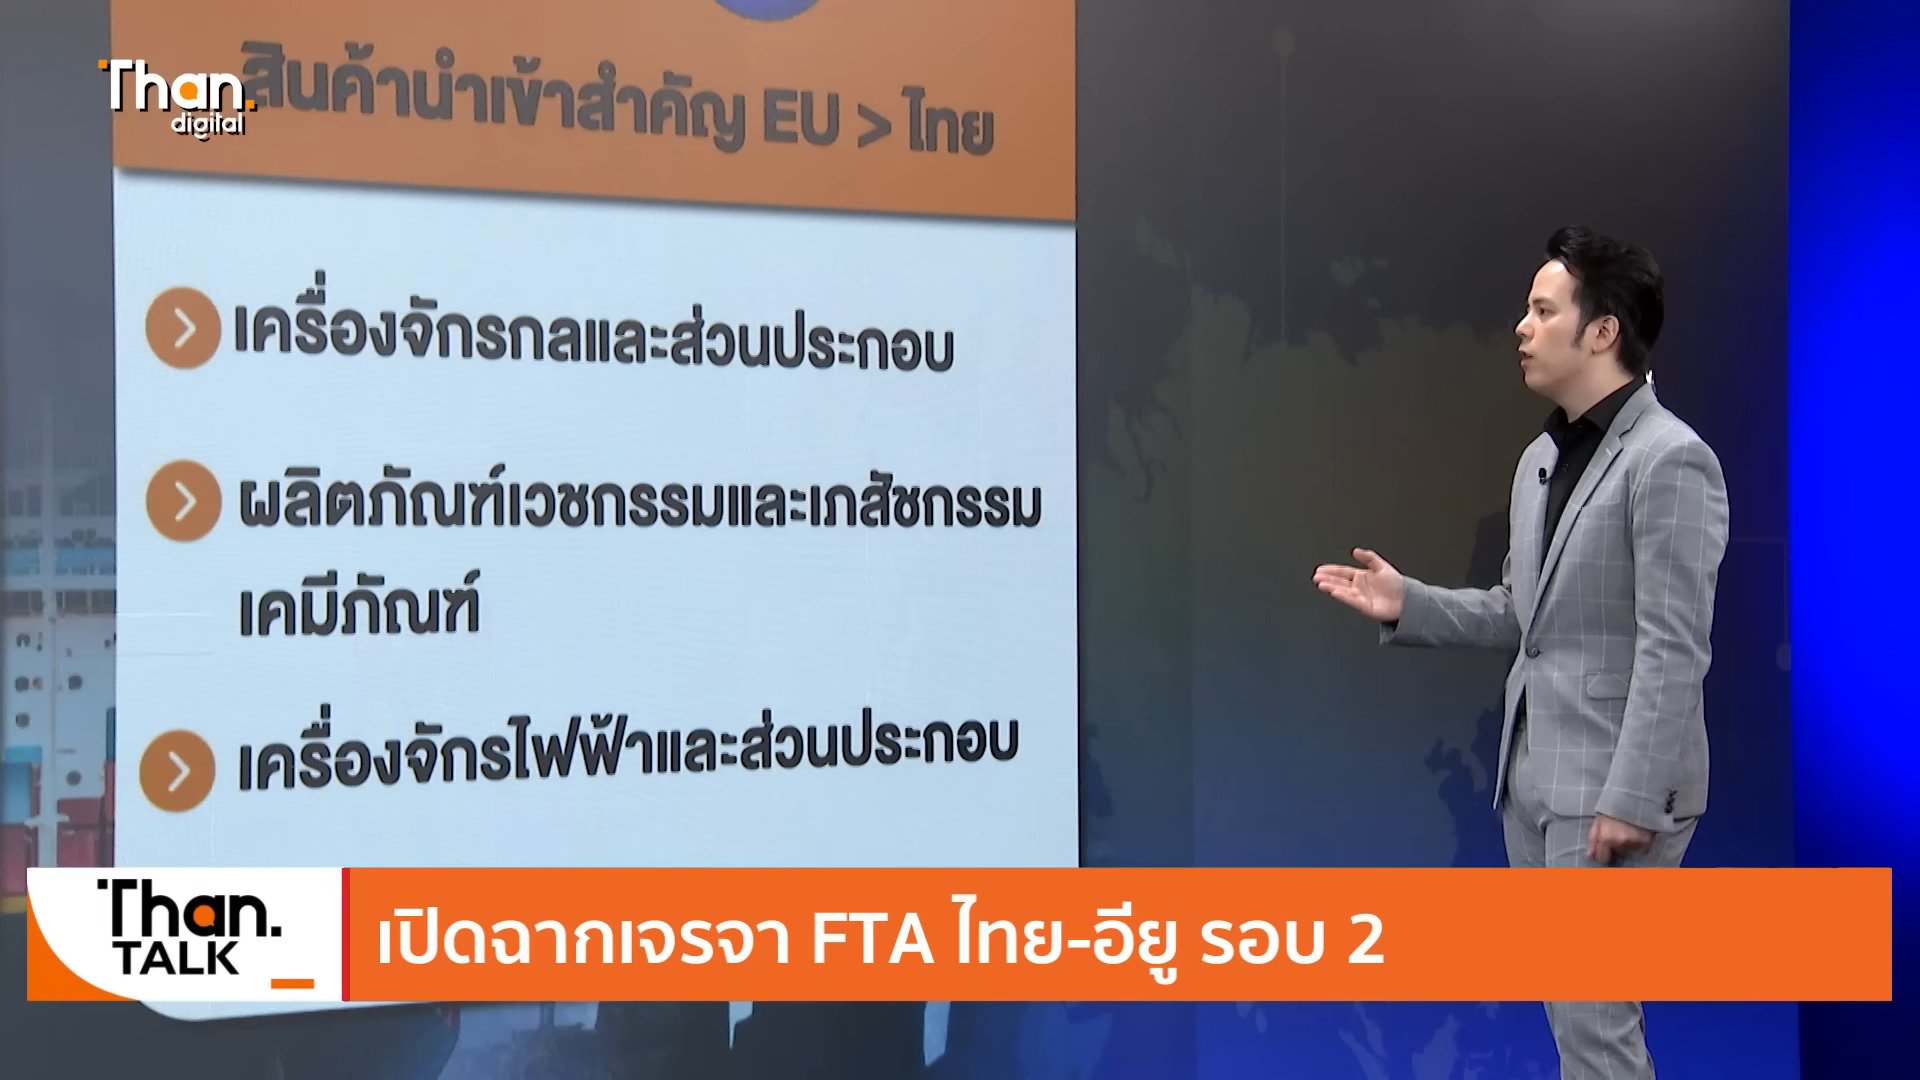 Than.
digital
สินค้านำเข้าสำคัญ EU > ไทย
เครื่องจักรกลและส่วนประกอบ
ผลิตภัณฑ์เวชกรรมและเภสัชกรรม
เคมีภัณฑ์
เครื่องจักรไฟฟ้าและส่วนประกอบ
Than.
TALK
เปิดฉากเจรจา FTA ไทย-อียู รอบ 2